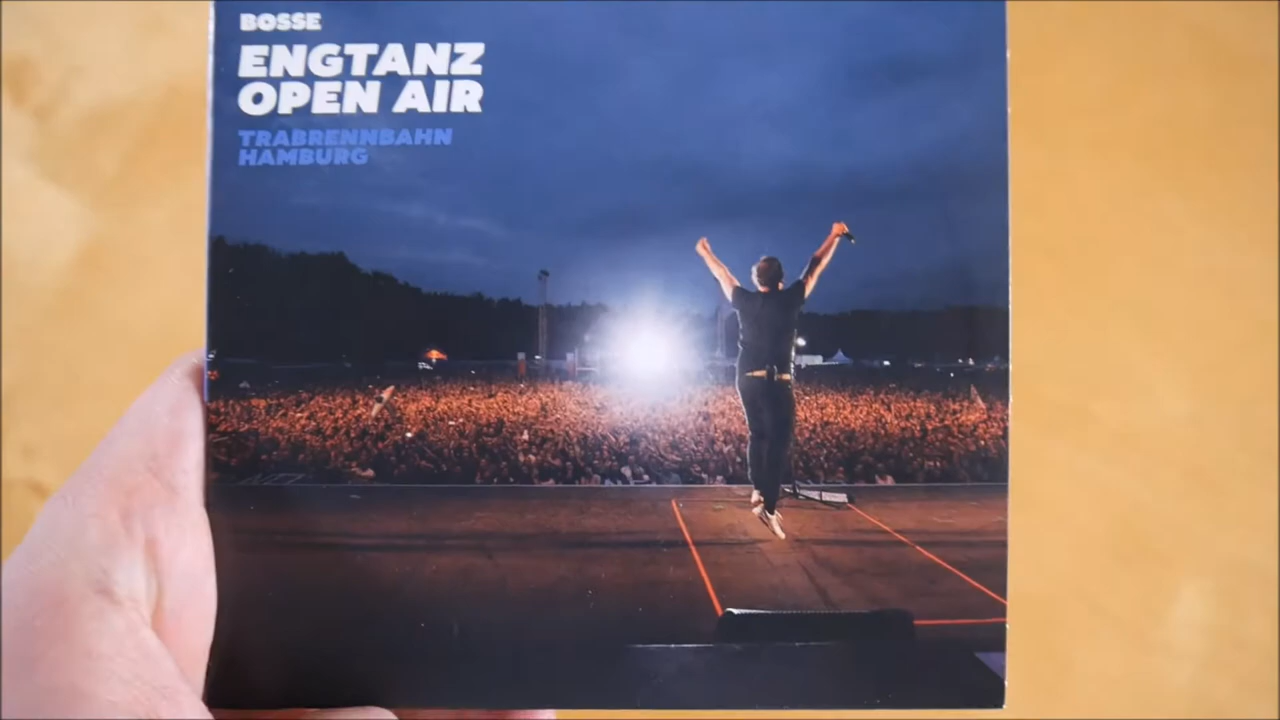 BOSSE
ENGTANZ
OPEN AIR
TRABRENNBAHN
HAMBURG